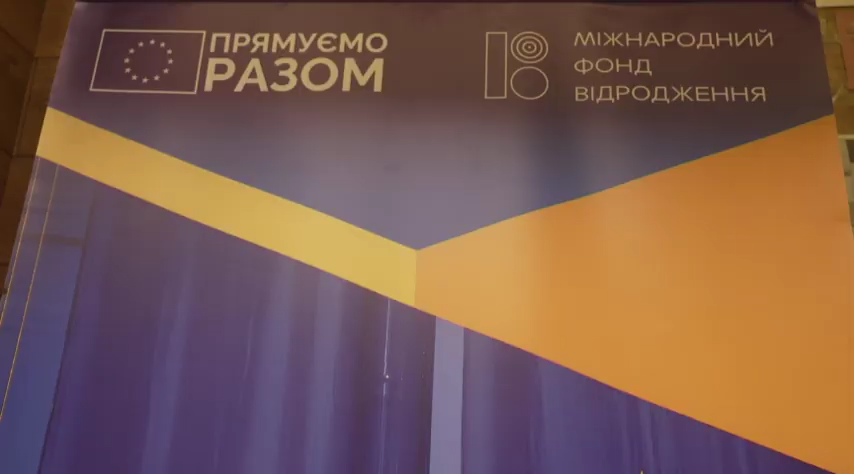 ПРЯМУЄМО
РАЗОМ
МІЖНАРОДНИЙ
ФОНД
ВІДРОДЖЕННЯ